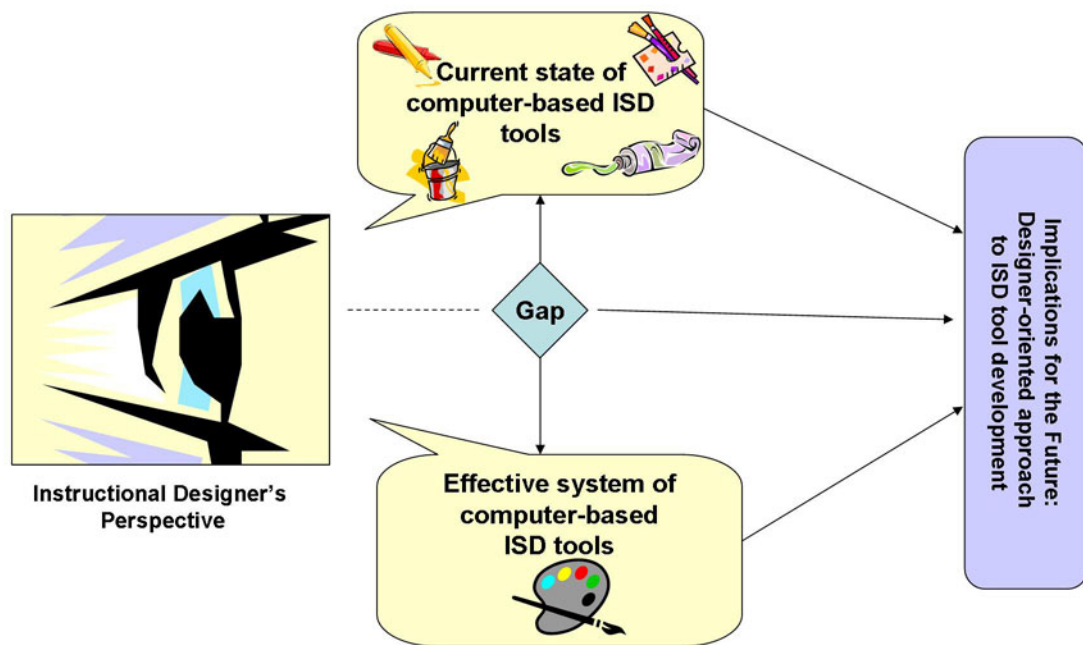 Current state of
computer-based ISD
tools
Gap
Instructional Designer's
Perspective
Effective system of
computer-based
ISD tools
Implications for the Future:
Designer-oriented approach
to ISD tool development